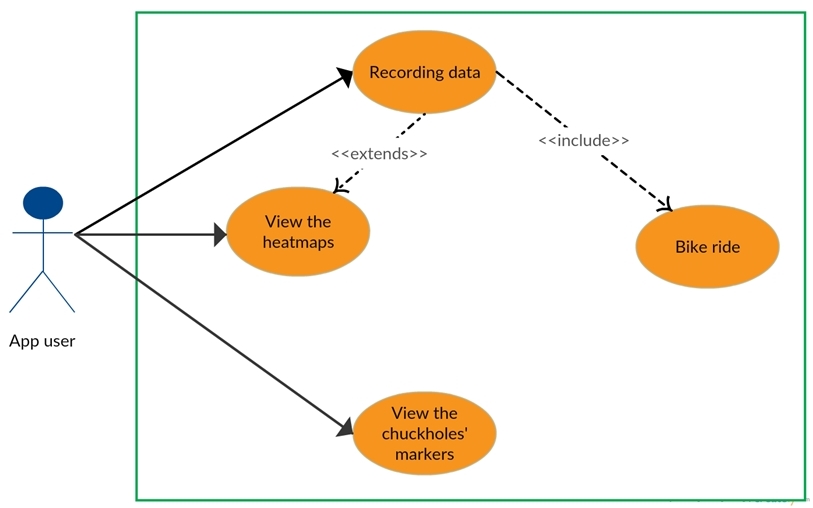 Recording data
<<extends>>
<<include>>
View the
heatmaps
Bike ride
App user
View the
chuckholes'
markers